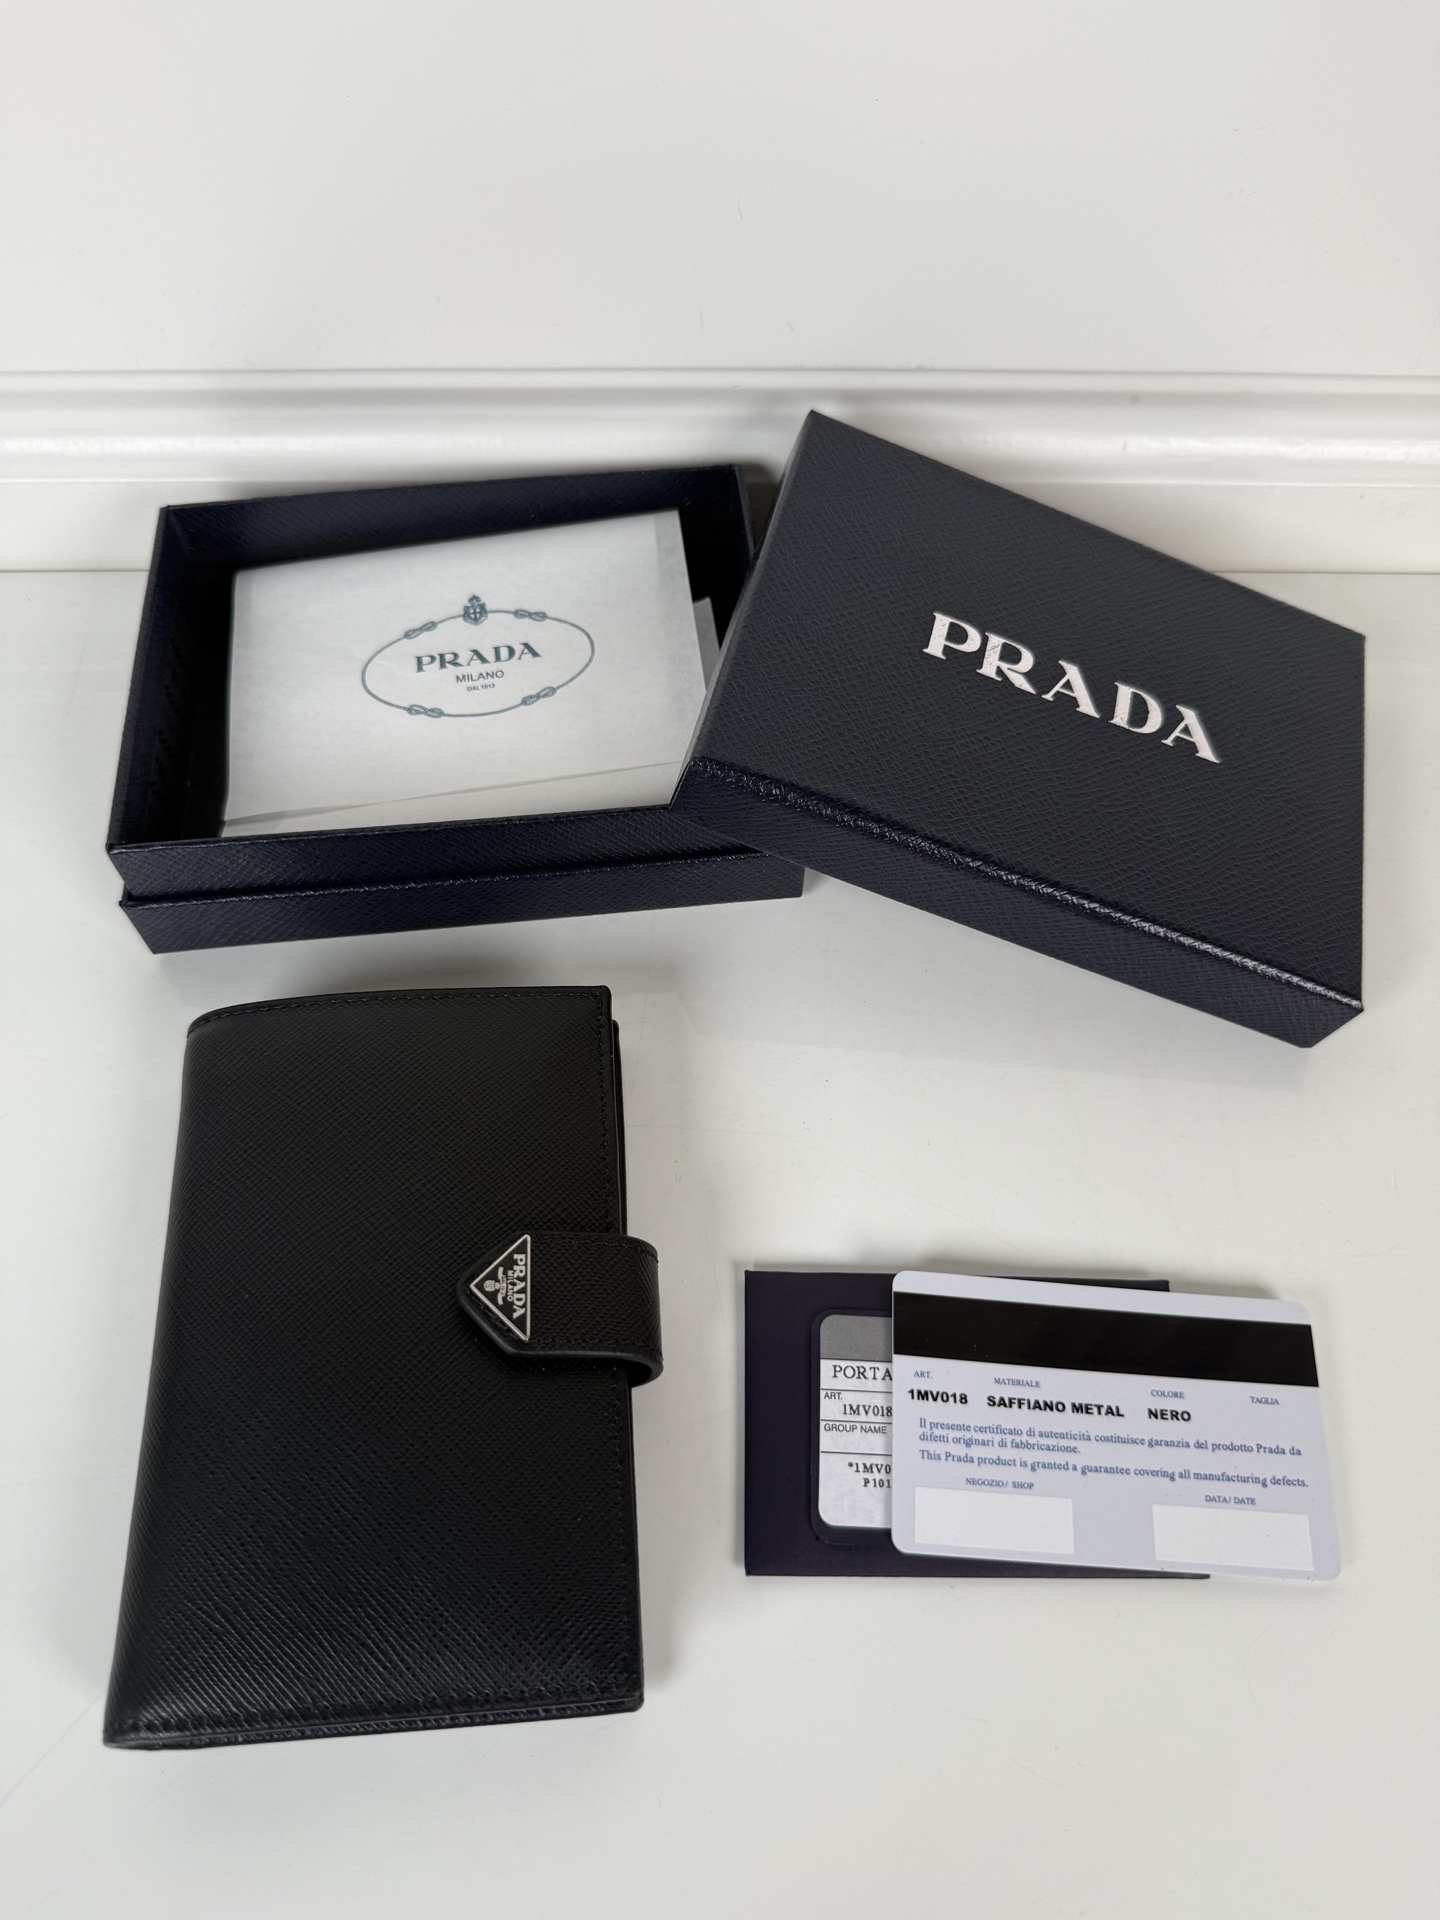 PRADA
MILANO
DAL 1913
PRADA
PRADA
MILANO
PORTA
ART.
1MV018
GROUP NAME
*1MV0
P101
ART. MATERIALE COLORE TAGLIA
1MV018 SAFFIANO METAL NERO
Il presente certificato di autenticità costituisce garanzia del prodotto Prada da
difetti originari di fabbricazione.
This Prada product is granted a guarantee covering all manufacturing defects.
NEGOZIO/ SHOP DATA/ DATE